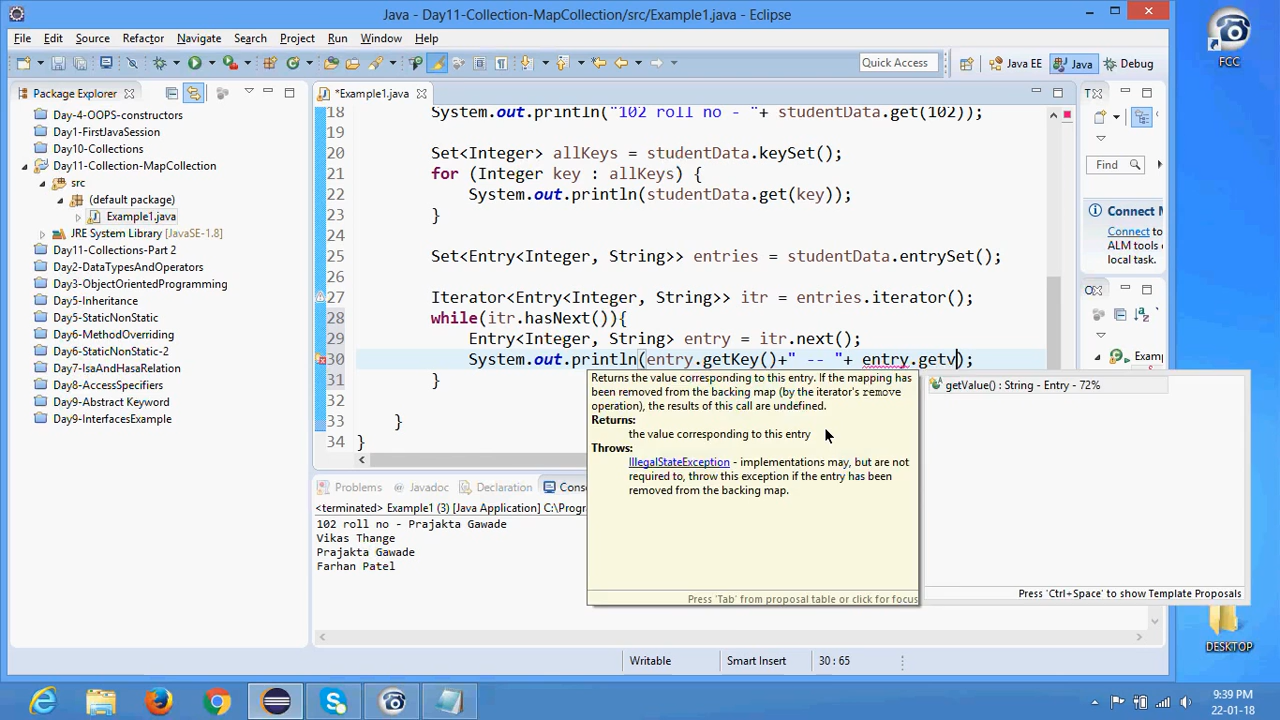 Java - Day11-Collection-MapCollection/src/Example1.java - Eclipse
File Edit Source Refactor Navigate Search Project Run Window Help
Quick Access
Java EE
Java
Debug
FCC
Package Explorer
*Example1.java
Day-4-OOPS-constructors
Day-1-FirstJavaSession
Day10-Collections
Day11-Collection-MapCollection
src
(default package)
Example1.java
JRE System Library [JavaSE-1.8]
Day11-Collections-Part 2
Day2-DataTypesAndOperators
Day3-ObjectOrientedProgramming
Day5-Inheritance
Day5-StaticNonStatic
Day6-MethodOverriding
Day6-StaticNonStatic-2
Day7-IsaAndHasaRelation
Day8-AccessSpecifiers
Day9-Abstract Keyword
Day9-InterfacesExample
18 System.out.println("102 roll no - "+ studentData.get(102));
19
20 Set<Integer> allKeys = studentData.keySet();
21 for (Integer key : allKeys) {
22 System.out.println(studentData.get(key));
23 }
24
25 Set<Entry<Integer, String>> entries = studentData.entrySet();
26
27 Iterator<Entry<Integer, String>> itr = entries.iterator();
28 while(itr.hasNext()){
29 Entry<Integer, String> entry = itr.next();
30 System.out.println(entry.getKey()+" -- "+ entry.getv);
31 }
32
33 }
34 }
Returns the value corresponding to this entry. If the mapping has
been removed from the backing map (by the iterator's remove
operation), the results of this call are undefined.
Returns:
the value corresponding to this entry
Throws:
IllegalStateException - implementations may, but are not
required to, throw this exception if the entry has been
removed from the backing map.
Press 'Tab' from proposal table or click for focus
getValue() : String - Entry - 72%
Press 'Ctrl+Space' to show Template Proposals
Find
Connect
Connect to
ALM tools or
local task.
Examp
Problems Javadoc Declaration Conso
<terminated> Example1 (3) [Java Application] C:\Progr
102 roll no - Prajakta Gawade
Vikas Thange
Prajakta Gawade
Farhan Patel
DESKTOP
Writable Smart Insert 30 : 65
9:39 PM
22-01-18